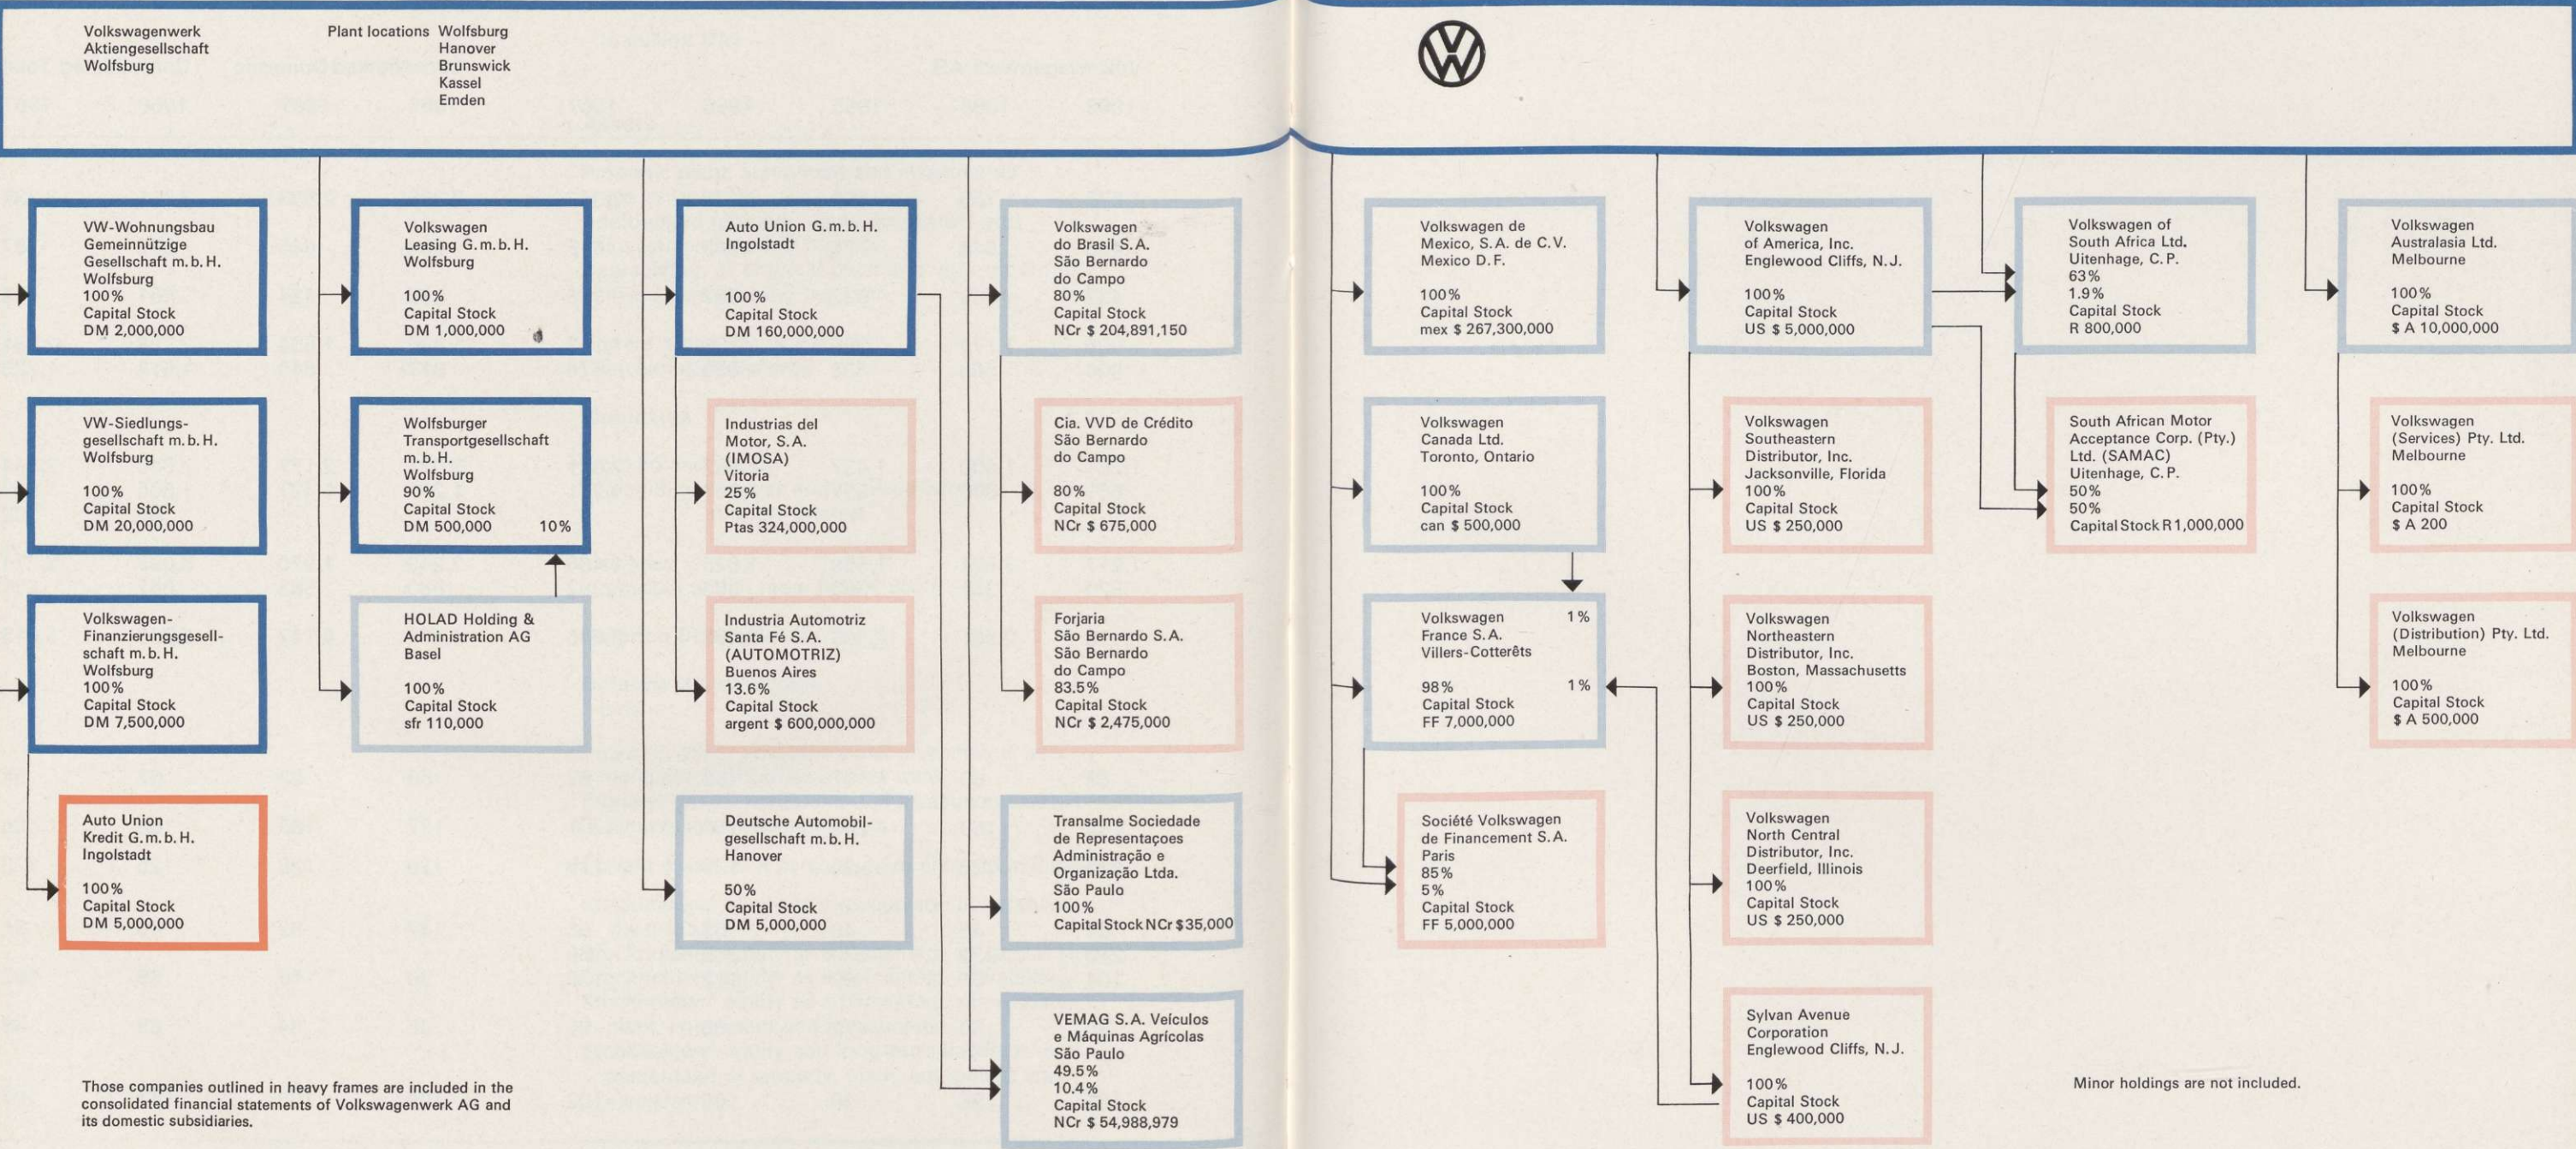 Volkswagenwerk
Aktiengesellschaft
Wolfsburg
Plant locations Wolfsburg
Hanover
Brunswick
Kassel
Emden
VW-Wohnungsbau
Gemeinnützige
Gesellschaft m.b.H.
Wolfsburg
100%
Capital Stock
DM 2,000,000
VW-Siedlungs-
gesellschaft m.b.H.
Wolfsburg
100%
Capital Stock
DM 20,000,000
Volkswagen-
Finanzierungsgesell-
schaft m.b.H.
Wolfsburg
100%
Capital Stock
DM 7,500,000
Auto Union
Kredit G.m.b.H.
Ingolstadt
100%
Capital Stock
DM 5,000,000
Volkswagen
Leasing G.m.b.H.
Wolfsburg
100%
Capital Stock
DM 1,000,000
Wolfsburger
Transportgesellschaft
m.b.H.
Wolfsburg
90%
Capital Stock
DM 500,000 10%
HOLAD Holding &
Administration AG
Basel
100%
Capital Stock
sfr 110,000
Auto Union G.m.b.H.
Ingolstadt
100%
Capital Stock
DM 160,000,000
Industrias del
Motor, S.A.
(IMOSA)
Vitoria
25%
Capital Stock
Ptas 324,000,000
Industria Automotriz
Santa Fé S.A.
(AUTOMOTRIZ)
Buenos Aires
13.6%
Capital Stock
argent $ 600,000,000
Deutsche Automobil-
gesellschaft m.b.H.
Hanover
50%
Capital Stock
DM 5,000,000
Volkswagen
do Brasil S.A.
São Bernardo
do Campo
80%
Capital Stock
NCr $ 204,891,150
Cia. VVD de Crédito
São Bernardo
do Campo
80%
Capital Stock
NCr $ 675,000
Forjaria
São Bernardo S.A.
São Bernardo
do Campo
83.5%
Capital Stock
NCr $ 2,475,000
Transalme Sociedade
de Representaçoes
Administração e
Organização Ltda.
São Paulo
100%
Capital Stock NCr $35,000
VEMAG S.A. Veículos
e Máquinas Agrícolas
São Paulo
49.5%
10.4%
Capital Stock
NCr $ 54,988,979
Volkswagen de
Mexico, S.A. de C.V.
Mexico D.F.
100%
Capital Stock
mex $ 267,300,000
Volkswagen
Canada Ltd.
Toronto, Ontario
100%
Capital Stock
can $ 500,000
Volkswagen 1%
France S.A.
Villers-Cotterêts
98% 1%
Capital Stock
FF 7,000,000
Société Volkswagen
de Financement S.A.
Paris
85%
5%
Capital Stock
FF 5,000,000
Volkswagen
of America, Inc.
Englewood Cliffs, N.J.
100%
Capital Stock
US $ 5,000,000
Volkswagen
Southeastern
Distributor, Inc.
Jacksonville, Florida
100%
Capital Stock
US $ 250,000
Volkswagen
Northeastern
Distributor, Inc.
Boston, Massachusetts
100%
Capital Stock
US $ 250,000
Volkswagen
North Central
Distributor, Inc.
Deerfield, Illinois
100%
Capital Stock
US $ 250,000
Sylvan Avenue
Corporation
Englewood Cliffs, N.J.
100%
Capital Stock
US $ 400,000
Volkswagen of
South Africa Ltd.
Uitenhage, C.P.
63%
1.9%
Capital Stock
R 800,000
South African Motor
Acceptance Corp. (Pty.)
Ltd. (SAMAC)
Uitenhage, C.P.
50%
50%
Capital Stock R 1,000,000
Volkswagen
Australasia Ltd.
Melbourne
100%
Capital Stock
$ A 10,000,000
Volkswagen
(Services) Pty. Ltd.
Melbourne
100%
Capital Stock
$ A 200
Volkswagen
(Distribution) Pty. Ltd.
Melbourne
100%
Capital Stock
$ A 500,000
Those companies outlined in heavy frames are included in the
consolidated financial statements of Volkswagenwerk AG and
its domestic subsidiaries.
Minor holdings are not included.